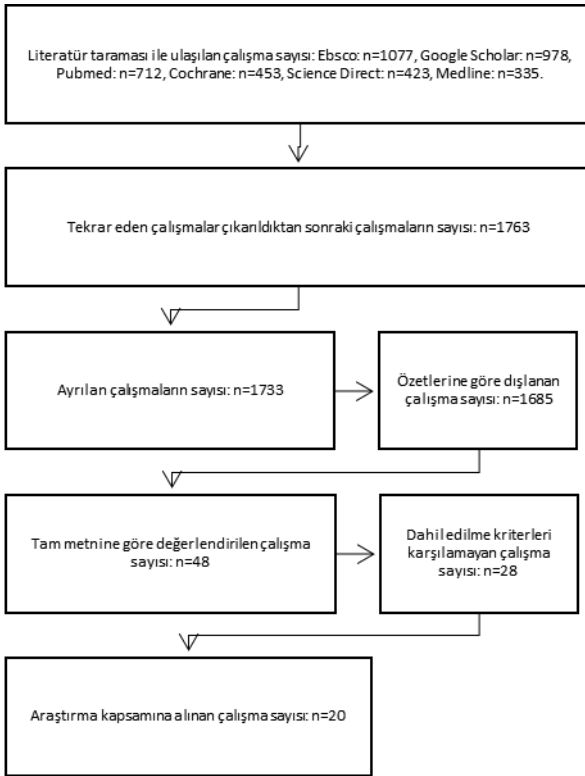 Literatür taraması ile ulaşılan çalışma sayısı: Ebsco: n=1077, Google Scholar: n=978,
Pubmed: n=712, Cochrane: n=453, Science Direct: n=423, Medline: n=335.
Tekrar eden çalışmalar çıkarıldıktan sonraki çalışmaların sayısı: n=1763
Ayrılan çalışmaların sayısı: n=1733
Özetlerine göre dışlanan
çalışma sayısı: n=1685
Tam metnine göre değerlendirilen çalışma
sayısı: n=48
Dahil edilme kriterleri
karşılamayan çalışma
sayısı: n=28
Araştırma kapsamına alınan çalışma sayısı: n=20